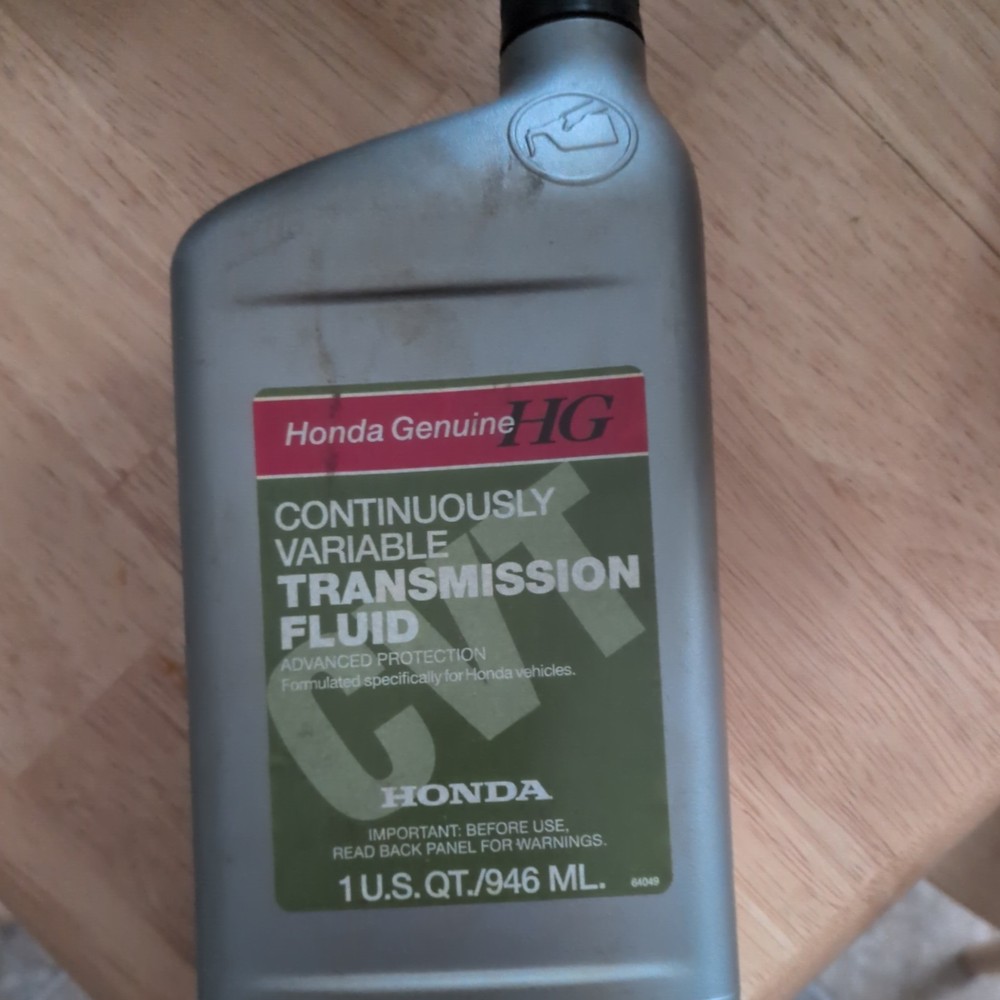 Honda Genuine HG
CONTINUOUSLY
VARIABLE
TRANSMISSION
FLUID
ADVANCED PROTECTION
Formulated specifically for Honda vehicles.
CVT
HONDA
IMPORTANT: BEFORE USE,
READ BACK PANEL FOR WARNINGS.
1 U.S. QT./946 ML.
64049